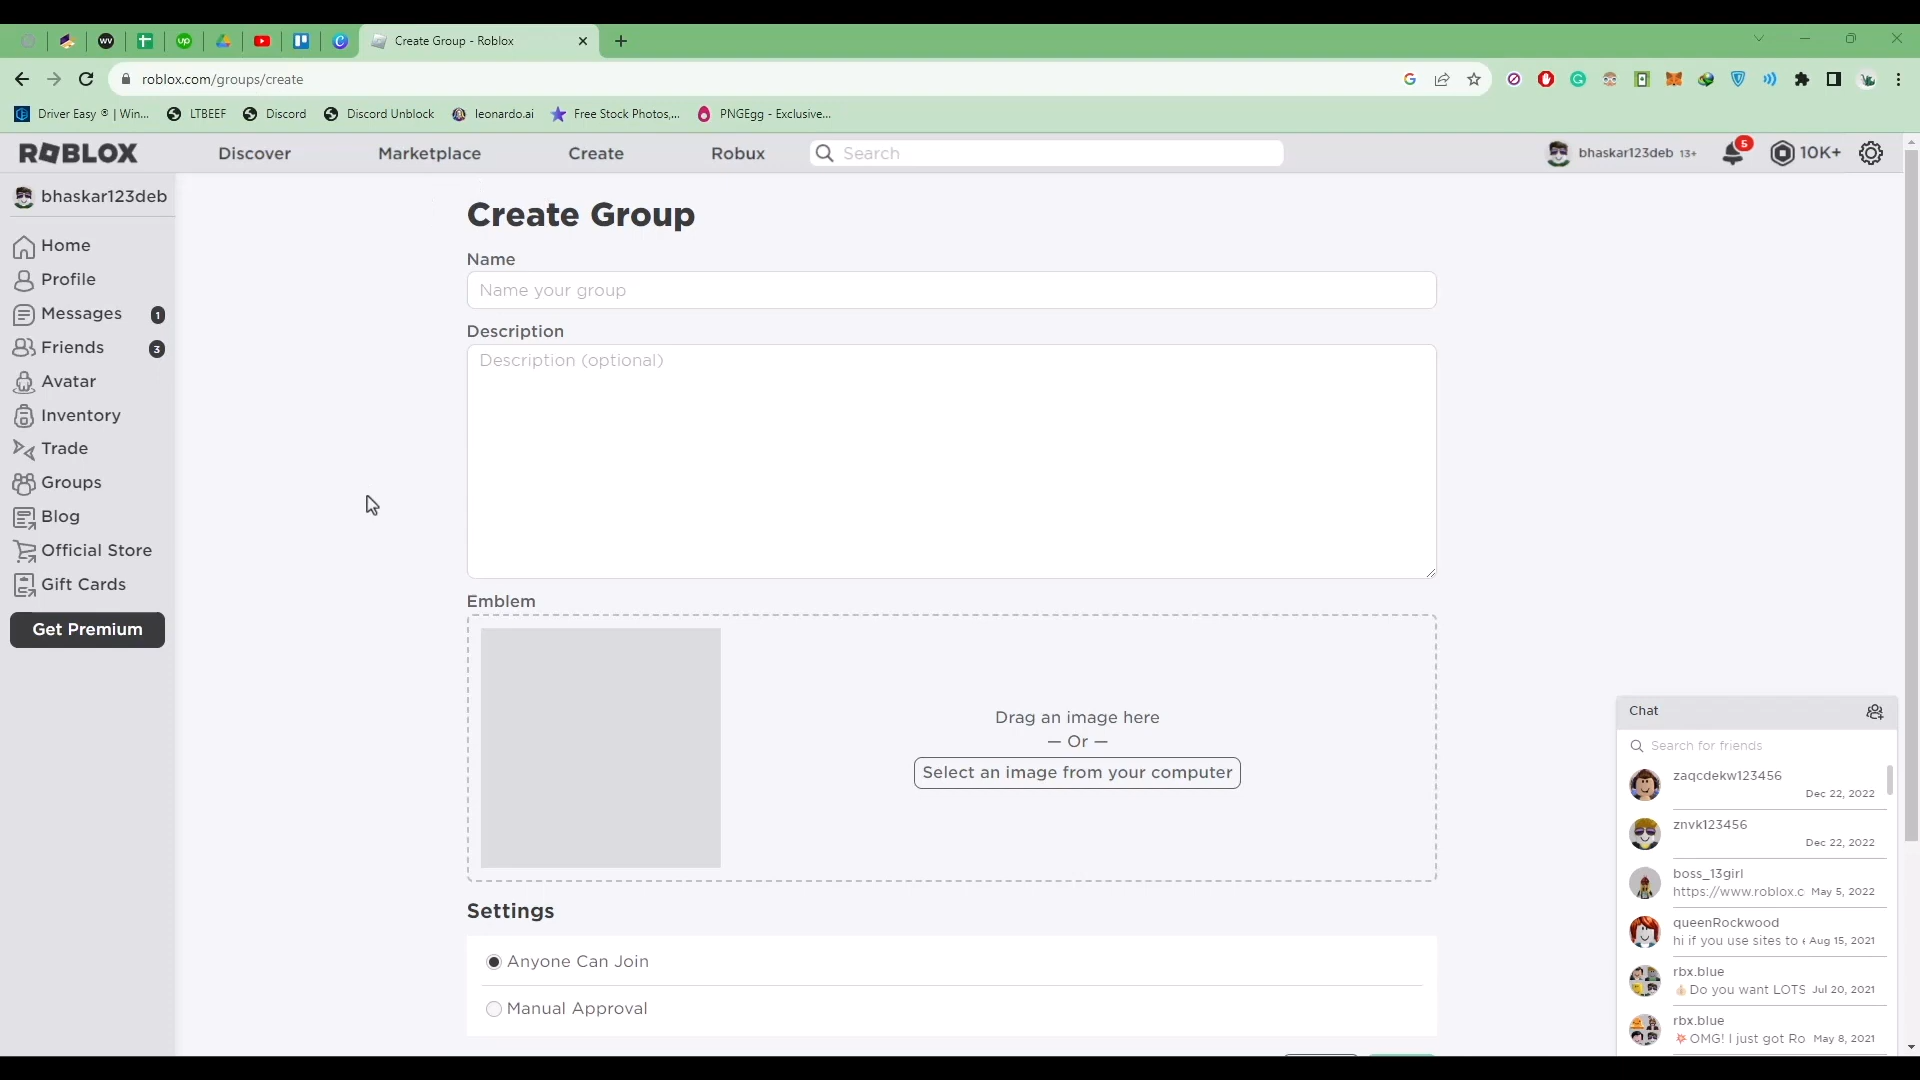 Create Group - Roblox
roblox.com/groups/create
Driver Easy ® | Win...
LTBEEF
Discord
Discord Unblock
leonardo.ai
Free Stock Photos,...
PNGEgg - Exclusive...
ROBLOX
Discover
Marketplace
Create
Robux
Search
bhaskar123deb 13+
5
10K+
bhaskar123deb
Home
Profile
Messages 1
Friends 3
Avatar
Inventory
Trade
Groups
Blog
Official Store
Gift Cards
Get Premium
Create Group
Name
Name your group
Description
Description (optional)
Emblem
Drag an image here
— Or —
Select an image from your computer
Settings
Anyone Can Join
Manual Approval
Chat
Search for friends
zaqcdekw123456
Dec 22, 2022
znvk123456
Dec 22, 2022
boss_13girl
https://www.roblox.c May 5, 2022
queenRockwood
hi if you use sites to Aug 15, 2021
rbx.blue
Do you want LOTS Jul 20, 2021
rbx.blue
OMG! I just got Ro May 8, 2021